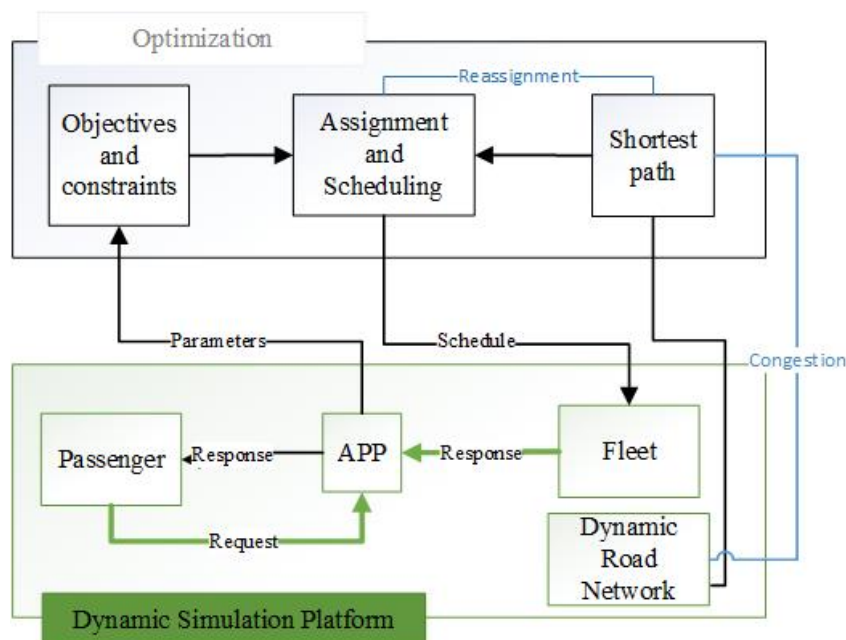 Optimization
Reassignment
Objectives
and
constraints
Assignment
and
Scheduling
Shortest
path
Parameters
Schedule
Congestion
Passenger
Response
APP
Response
Fleet
Request
Dynamic
Road
Network
Dynamic Simulation Platform